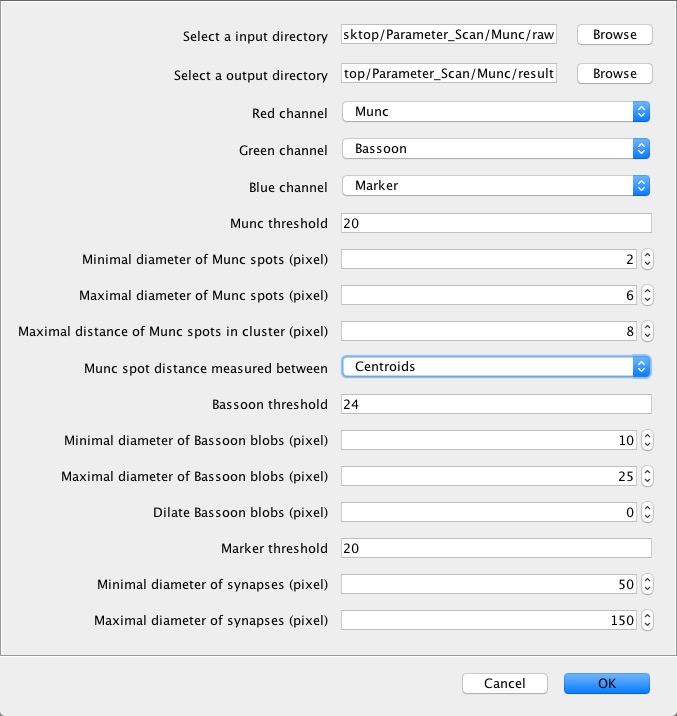 Select a input directory sktop/Parameter_Scan/Munc/raw Browse
Select a output directory top/Parameter_Scan/Munc/result Browse
Red channel Munc
Green channel Bassoon
Blue channel Marker
Munc threshold 20
Minimal diameter of Munc spots (pixel) 2
Maximal diameter of Munc spots (pixel) 6
Maximal distance of Munc spots in cluster (pixel) 8
Munc spot distance measured between Centroids
Bassoon threshold 24
Minimal diameter of Bassoon blobs (pixel) 10
Maximal diameter of Bassoon blobs (pixel) 25
Dilate Bassoon blobs (pixel) 0
Marker threshold 20
Minimal diameter of synapses (pixel) 50
Maximal diameter of synapses (pixel) 150
Cancel OK